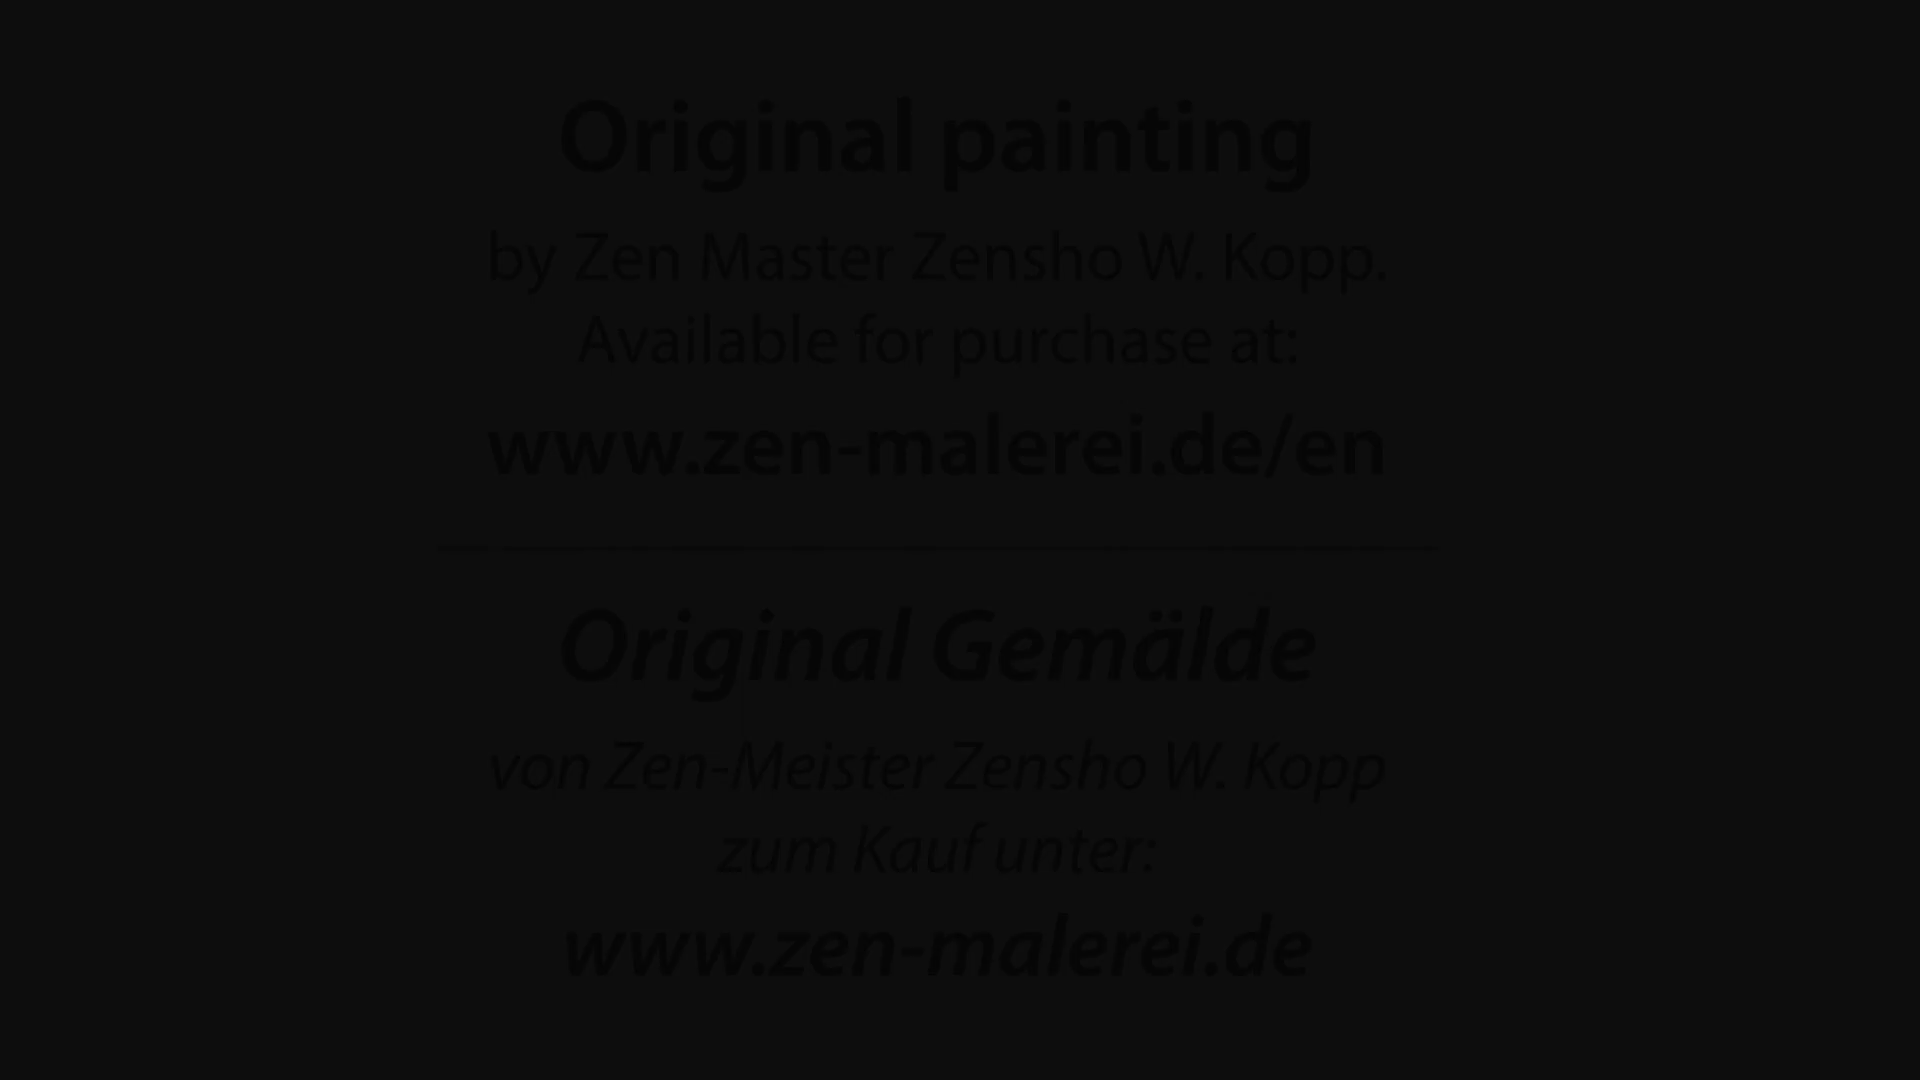 Original painting
by Zen Master Zensho W. Kopp.
Available for purchase at:
www.zen-malerei.de/en
Original Gemälde
von Zen-Meister Zensho W. Kopp
zum Kauf unter:
www.zen-malerei.de